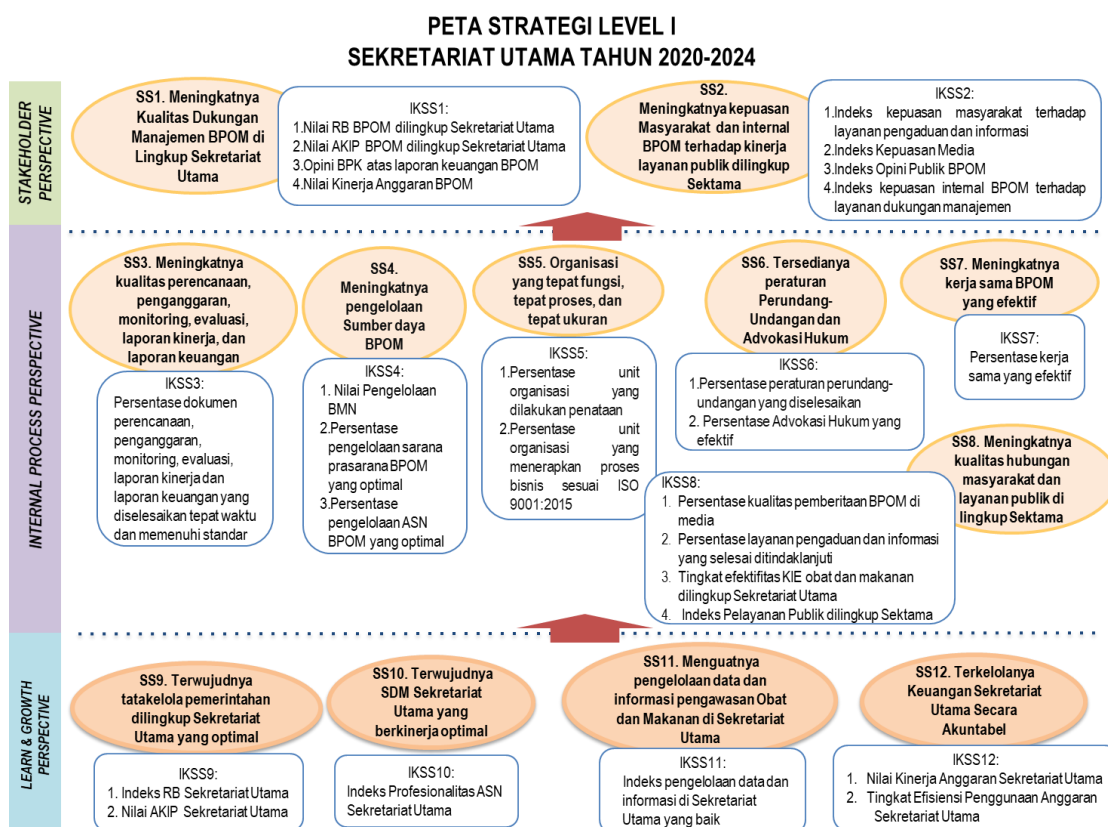 PETA STRATEGI LEVEL I
SEKRETARIAT UTAMA TAHUN 2020-2024
STAKEHOLDER
PERSPECTIVE
SS1. Meningkatnya
Kualitas Dukungan
Manajemen BPOM di
Lingkup Sekretariat
Utama
IKSS1:
1.Nilai RB BPOM dilingkup Sekretariat Utama
2.Nilai AKIP BPOM dilingkup Sekretariat Utama
3.Opini BPK atas laporan keuangan BPOM
4.Nilai Kinerja Anggaran BPOM
SS2.
Meningkatnya kepuasan
Masyarakat dan internal
BPOM terhadap kinerja
layanan publik dilingkup
Sektama
IKSS2:
1.Indeks kepuasan masyarakat terhadap
layanan pengaduan dan informasi
2.Indeks Kepuasan Media
3.Indeks Opini Publik BPOM
4.Indeks kepuasan internal BPOM terhadap
layanan dukungan manajemen
INTERNAL PROCESS PERSPECTIVE
SS3. Meningkatnya
kualitas perencanaan,
penganggaran,
monitoring, evaluasi,
laporan kinerja, dan
laporan keuangan
IKSS3:
Persentase dokumen
perencanaan,
penganggaran,
monitoring, evaluasi,
laporan kinerja dan
laporan keuangan yang
diselesaikan tepat waktu
dan memenuhi standar
SS4.
Meningkatnya
pengelolaan
Sumber daya
BPOM
IKSS4:
1. Nilai Pengelolaan
BMN
2.Persentase
pengelolaan sarana
prasarana BPOM
yang optimal
3.Persentase
pengelolaan ASN
BPOM yang optimal
SS5. Organisasi
yang tepat fungsi,
tepat proses, dan
tepat ukuran
IKSS5:
1.Persentase unit
organisasi yang
dilakukan penataan
2.Persentase unit
organisasi yang
menerapkan proses
bisnis sesuai ISO
9001:2015
SS6. Tersedianya
peraturan
Perundang-
Undangan dan
Advokasi Hukum
IKSS6:
1.Persentase peraturan perundang-
undangan yang diselesaikan
2. Persentase Advokasi Hukum yang
efektif
SS7. Meningkatnya
kerja sama BPOM
yang efektif
IKSS7:
Persentase kerja
sama yang efektif
SS8. Meningkatnya
kualitas hubungan
masyarakat dan
layanan publik di
lingkup Sektama
IKSS8:
1. Persentase kualitas pemberitaan BPOM di
media
2. Persentase layanan pengaduan dan informasi
yang selesai ditindaklanjuti
3. Tingkat efektifitas KIE obat dan makanan
dilingkup Sekretariat Utama
4. Indeks Pelayanan Publik dilingkup Sektama
LEARN & GROWTH
PERSPECTIVE
SS9. Terwujudnya
tatakelola pemerintahan
dilingkup Sekretariat
Utama yang optimal
IKSS9:
1. Indeks RB Sekretariat Utama
2. Nilai AKIP Sekretariat Utama
SS10. Terwujudnya
SDM Sekretariat
Utama yang
berkinerja optimal
IKSS10:
Indeks Profesionalitas ASN
Sekretariat Utama
SS11. Menguatnya
pengelolaan data dan
informasi pengawasan Obat
dan Makanan di Sekretariat
Utama
IKSS11:
Indeks pengelolaan data dan
informasi di Sekretariat
Utama yang baik
SS12. Terkelolanya
Keuangan Sekretariat
Utama Secara
Akuntabel
IKSS12:
1. Nilai Kinerja Anggaran Sekretariat Utama
2. Tingkat Efisiensi Penggunaan Anggaran
Sekretariat Utama